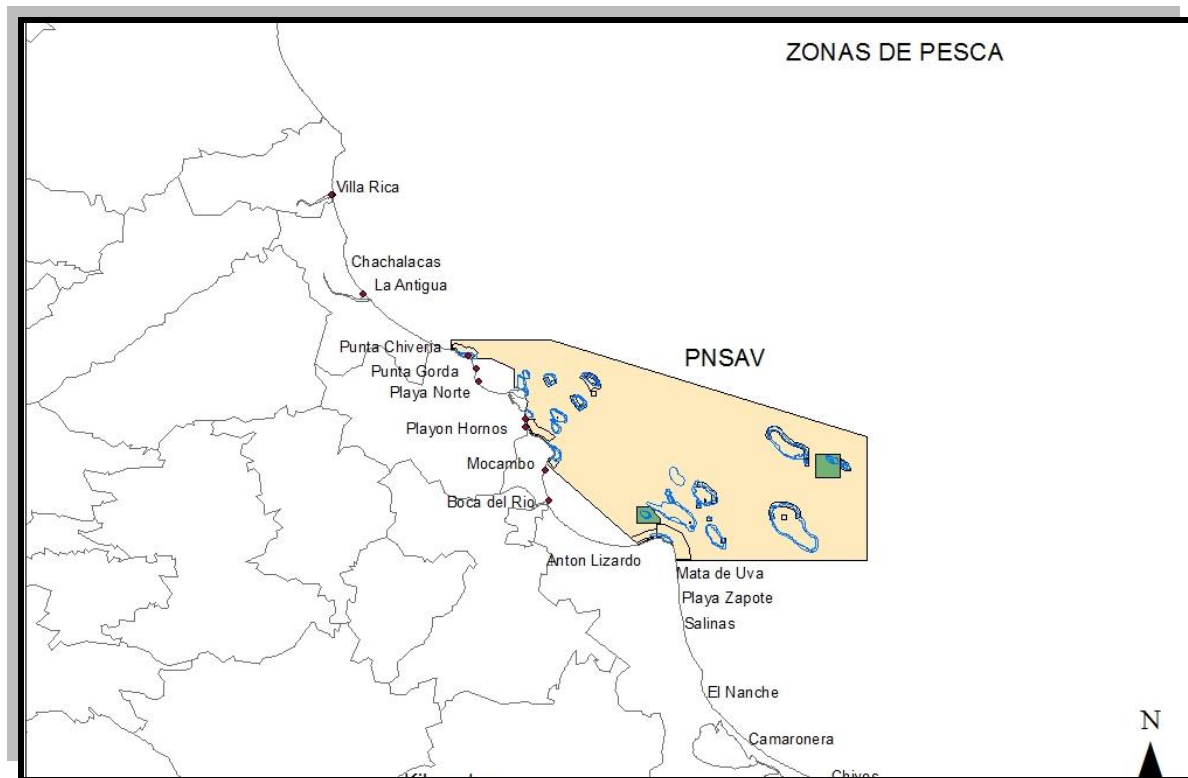 ZONAS DE PESCA
Villa Rica
Chachalacas
La Antigua
Punta Chiveria
PNSAV
Punta Gorda
Playa Norte
Playon Hornos
Mocambo
Boca del Rio
Anton Lizardo
Mata de Uva
Playa Zapote
Salinas
El Nanche
N
Camaronera
Chivos